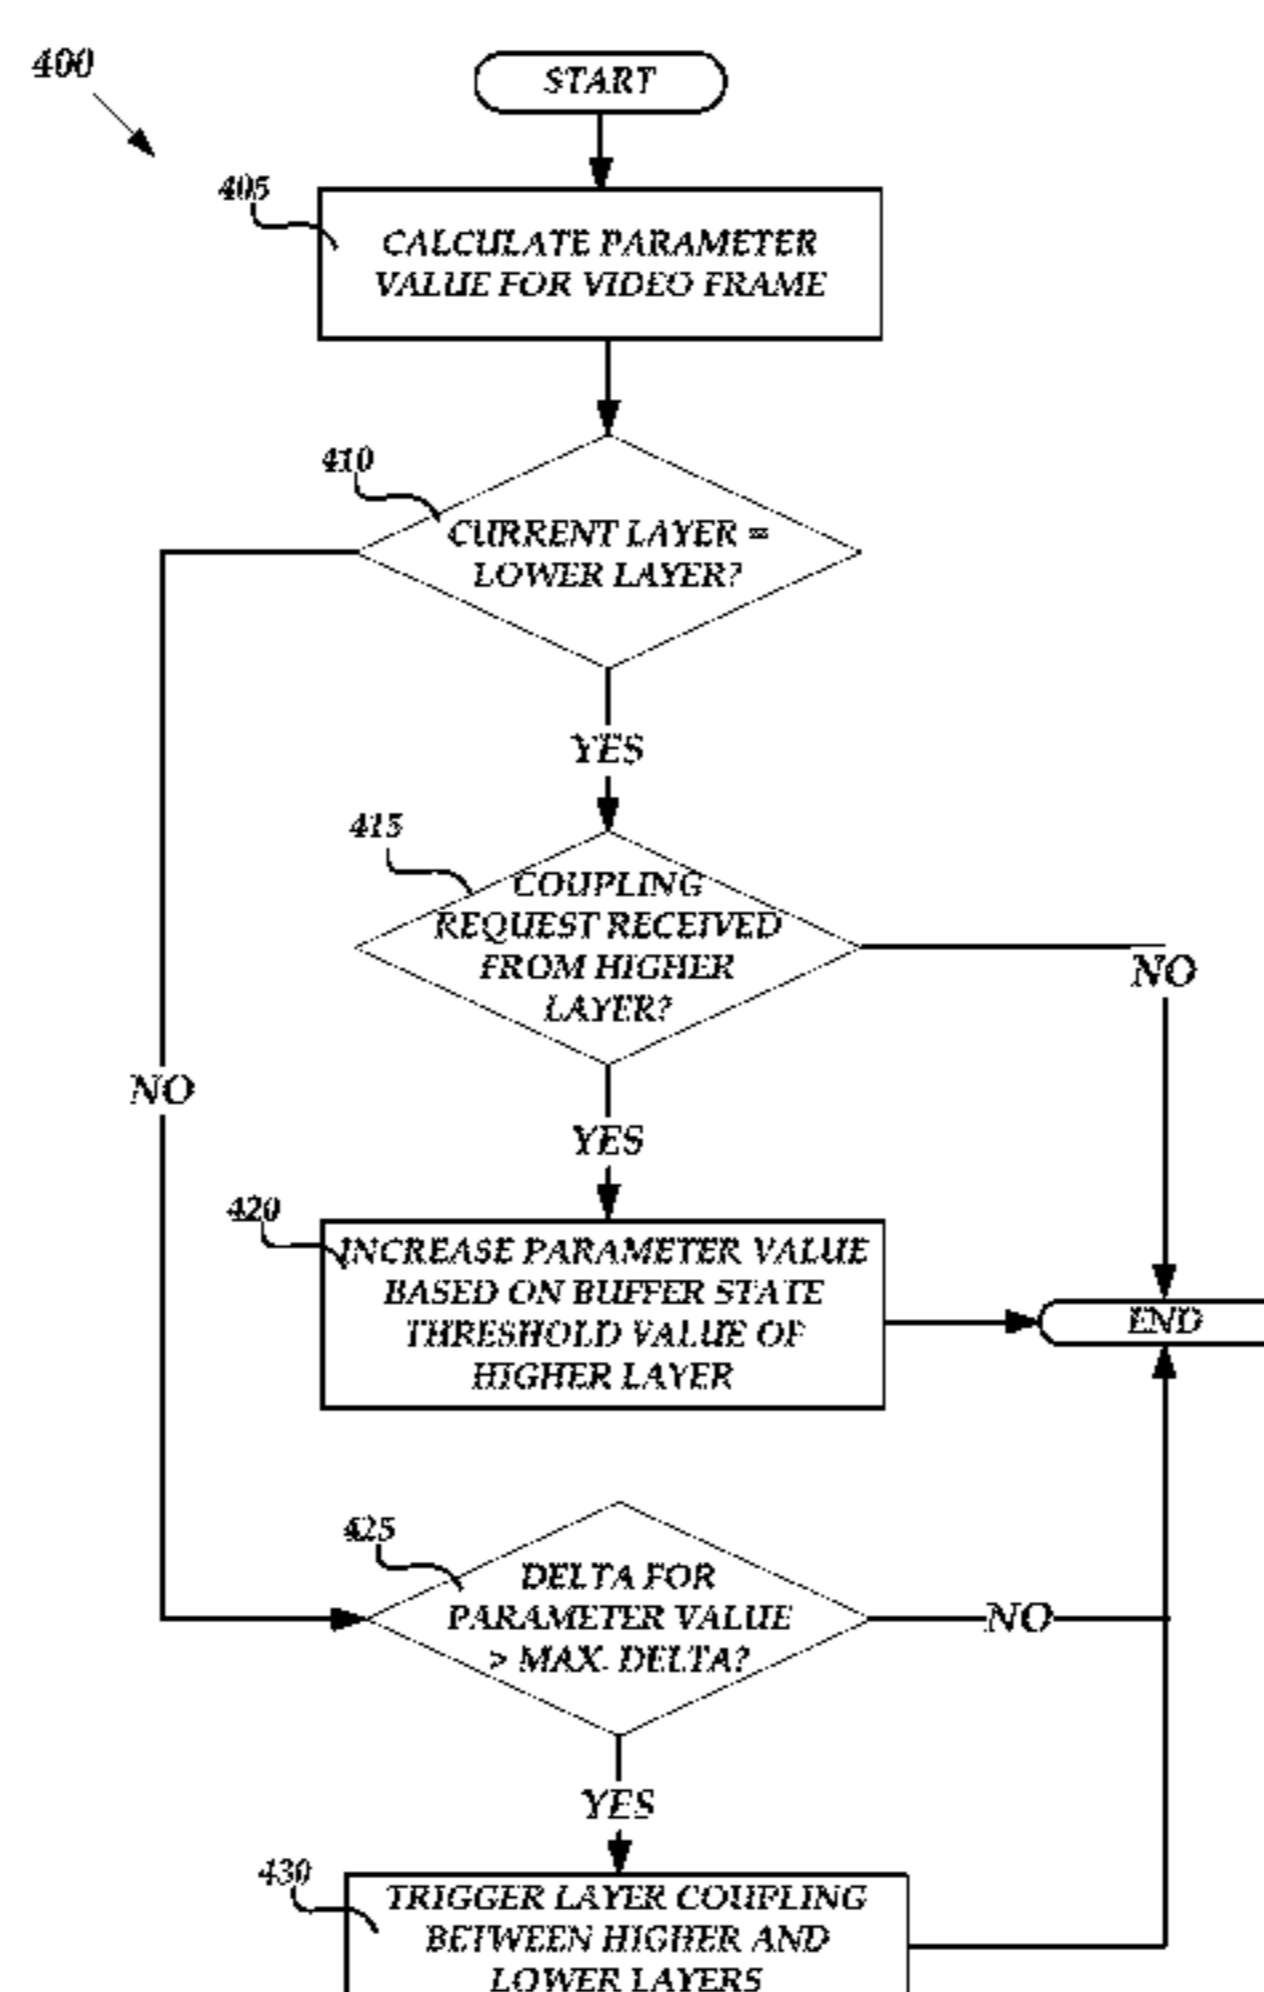 400
START
405
CALCULATE PARAMETER
VALUE FOR VIDEO FRAME
410
CURRENT LAYER =
LOWER LAYER?
YES
415
COUPLING
REQUEST RECEIVED
FROM HIGHER
LAYER?
NO
NO
YES
420
INCREASE PARAMETER VALUE
BASED ON BUFFER STATE
THRESHOLD VALUE OF
HIGHER LAYER
END
425
DELTA FOR
PARAMETER VALUE
> MAX. DELTA?
NO
YES
430
TRIGGER LAYER COUPLING
BETWEEN HIGHER AND
LOWER LAYERS